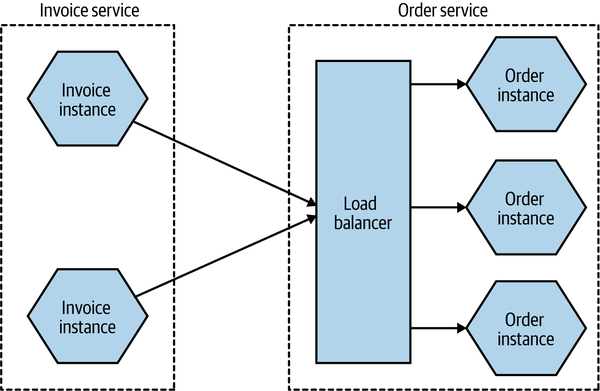 Invoice service
Order service
Invoice
instance
Invoice
instance
Load
balancer
Order
instance
Order
instance
Order
instance